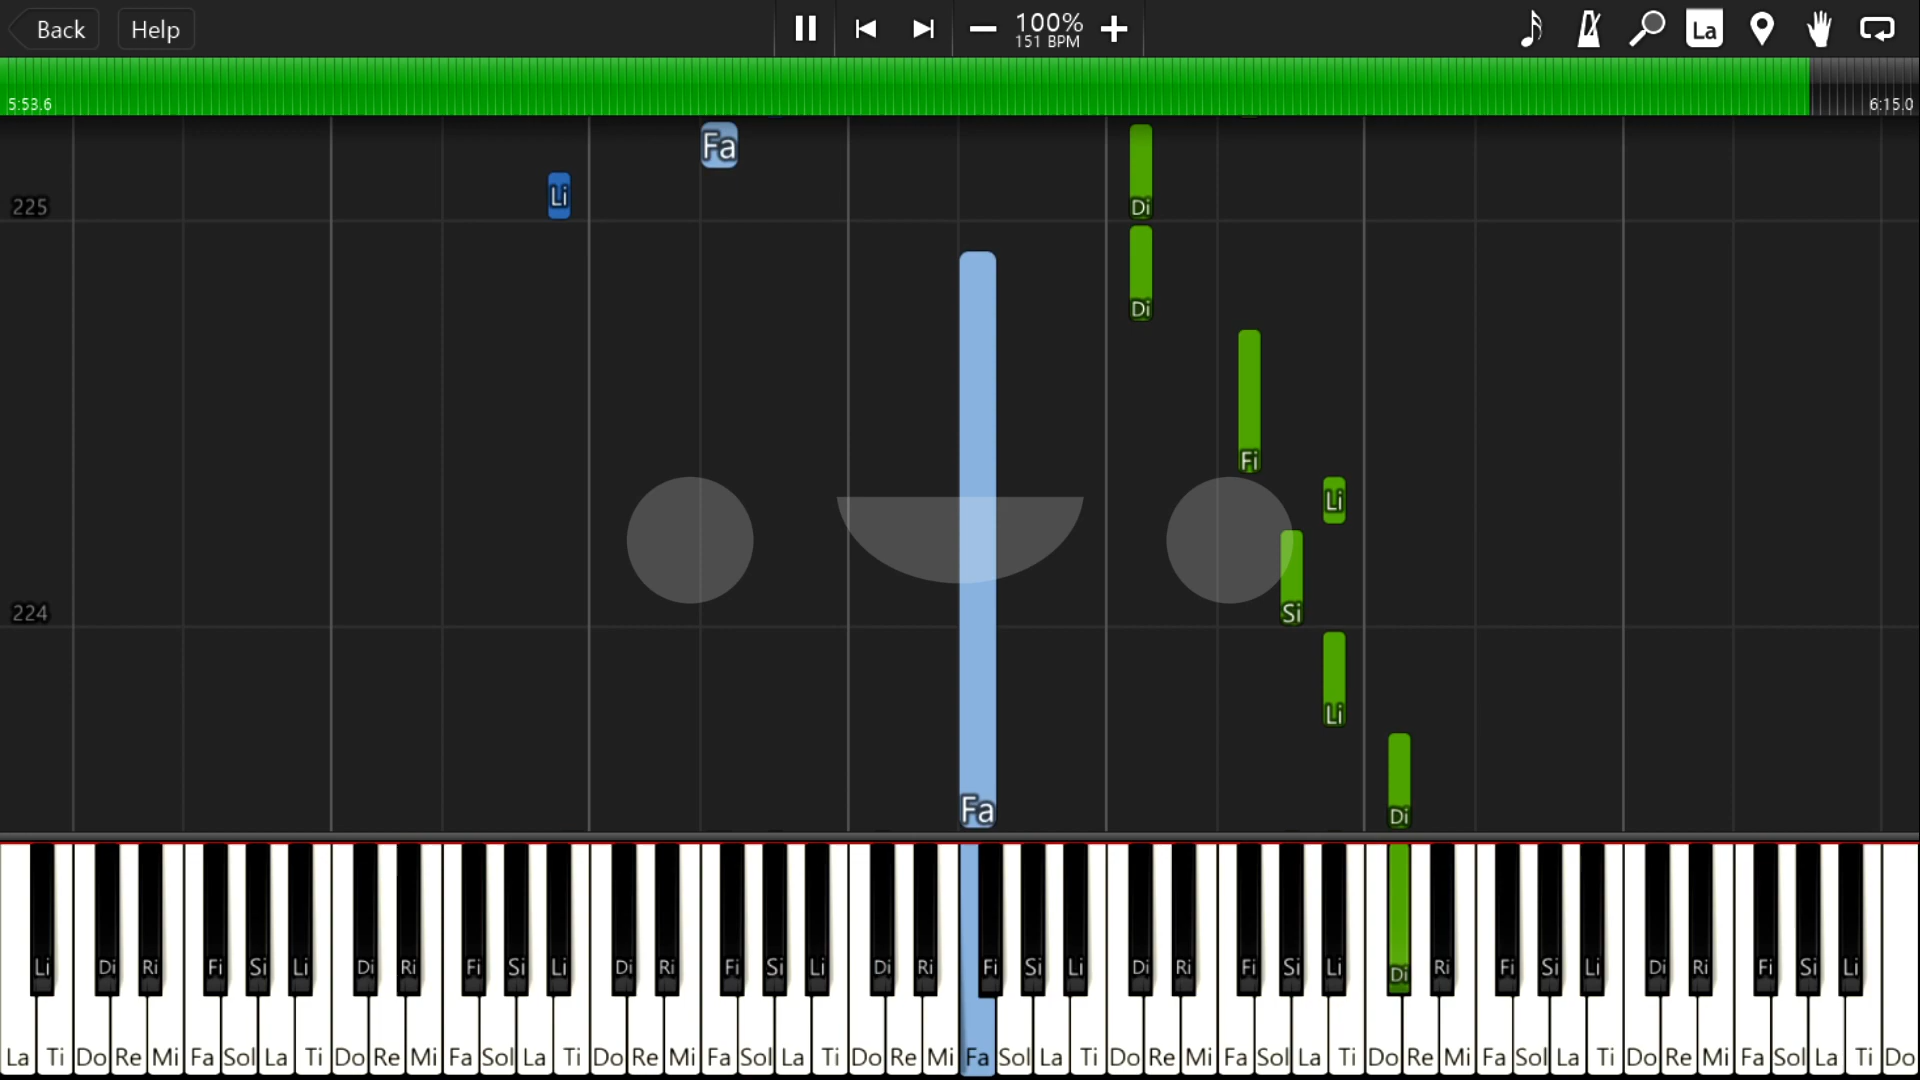 Back Help 100% La
151 BPM
5:53.6 6:15.0
Fa
Li
225 Di
Di
Fi
Li
224 Si
Li
Fa Di
Li Di Ri Fi Si Li Di Ri Fi Si Li Di Ri Fi Si Li Di Ri Fi Si Li Di Ri Fi Si Li Di Ri Fi Si Li Di Ri Fi Si Li
La Ti Do Re Mi Fa Sol La Ti Do Re Mi Fa Sol La Ti Do Re Mi Fa Sol La Ti Do Re Mi Fa Sol La Ti Do Re Mi Fa Sol La Ti Do Re Mi Fa Sol La Ti Do Re Mi Fa Sol La Ti Do